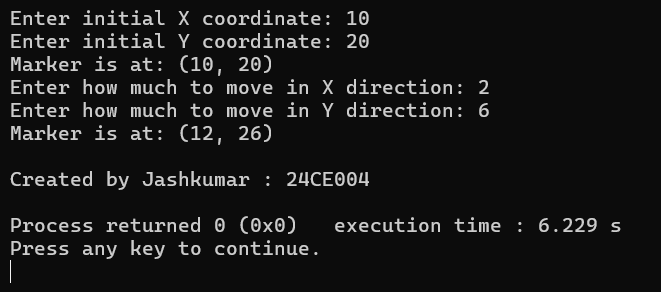 Enter initial X coordinate: 10
Enter initial Y coordinate: 20
Marker is at: (10, 20)
Enter how much to move in X direction: 2
Enter how much to move in Y direction: 6
Marker is at: (12, 26)
Created by Jashkumar : 24CE004
Process returned 0 (0x0)   execution time : 6.229 s
Press any key to continue.